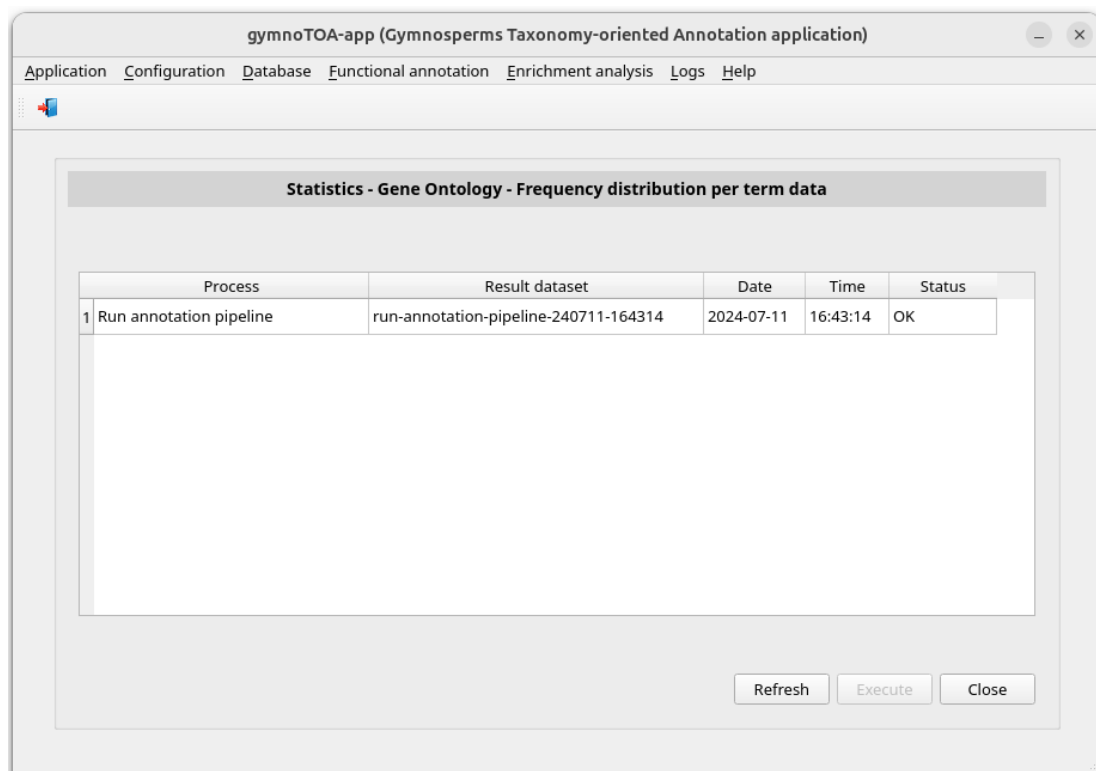 gymnoTOA-app (Gymnosperms Taxonomy-oriented Annotation application)
Application Configuration Database Functional annotation Enrichment analysis Logs Help
Statistics - Gene Ontology - Frequency distribution per term data
Process Result dataset Date Time Status
1 Run annotation pipeline run-annotation-pipeline-240711-164314 2024-07-11 16:43:14 OK
Refresh Execute Close